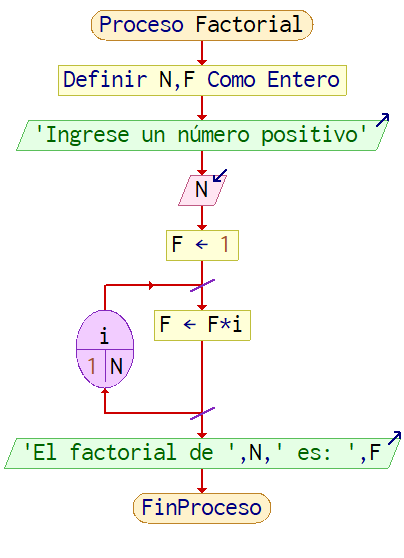 Proceso Factorial
Definir N,F Como Entero
'Ingrese un número positivo'
N
F ← 1
F ← F*i
i
1 N
'El factorial de ',N,' es: ',F
FinProceso